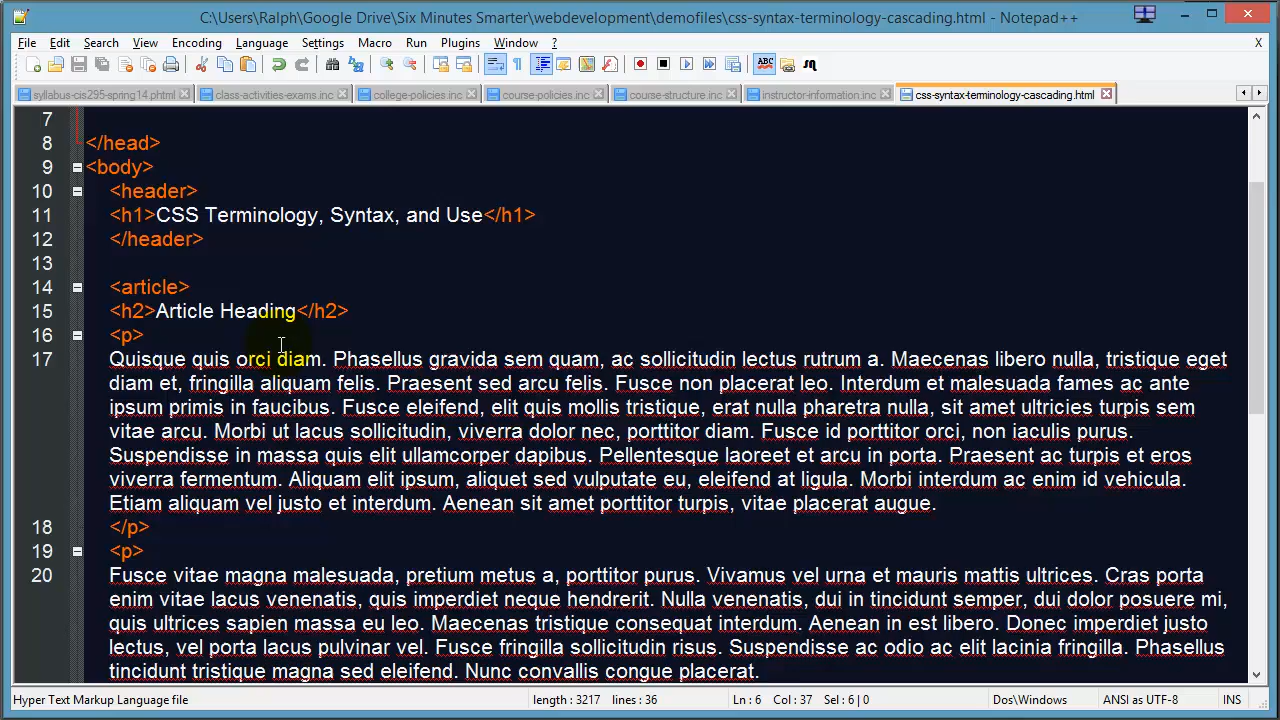 C:\Users\Ralph\Google Drive\Six Minutes Smarter\webdevelopment\demofiles\css-syntax-terminology-cascading.html - Notepad++
File Edit Search View Encoding Language Settings Macro Run Plugins Window ? X
syllabus-cis295-spring14.phtml class-activities-exams.inc college-policies.inc course-policies.inc course-structure.inc instructor-information.inc css-syntax-terminology-cascading.html
7
8 </head>
9 <body>
10 <header>
11 <h1>CSS Terminology, Syntax, and Use</h1>
12 </header>
13
14 <article>
15 <h2>Article Heading</h2>
16 <p>
17 Quisque quis orci diam. Phasellus gravida sem quam, ac sollicitudin lectus rutrum a. Maecenas libero nulla, tristique eget
diam et, fringilla aliquam felis. Praesent sed arcu felis. Fusce non placerat leo. Interdum et malesuada fames ac ante
ipsum primis in faucibus. Fusce eleifend, elit quis mollis tristique, erat nulla pharetra nulla, sit amet ultricies turpis sem
vitae arcu. Morbi ut lacus sollicitudin, viverra dolor nec, porttitor diam. Fusce id porttitor orci, non iaculis purus.
Suspendisse in massa quis elit ullamcorper dapibus. Pellentesque laoreet et arcu in porta. Praesent ac turpis et eros
viverra fermentum. Aliquam elit ipsum, aliquet sed vulputate eu, eleifend at ligula. Morbi interdum ac enim id vehicula.
Etiam aliquam vel justo et interdum. Aenean sit amet porttitor turpis, vitae placerat augue.
18 </p>
19 <p>
20 Fusce vitae magna malesuada, pretium metus a, porttitor purus. Vivamus vel urna et mauris mattis ultrices. Cras porta
enim vitae lacus venenatis, quis imperdiet neque hendrerit. Nulla venenatis, dui in tincidunt semper, dui dolor posuere mi,
quis ultrices sapien massa eu leo. Maecenas tristique consequat interdum. Aenean in est libero. Donec imperdiet justo
lectus, vel porta lacus pulvinar vel. Fusce fringilla sollicitudin risus. Suspendisse ac odio ac elit lacinia fringilla. Phasellus
tincidunt tristique magna sed eleifend. Nunc convallis congue placerat.
Hyper Text Markup Language file length : 3217 lines : 36 Ln : 6 Col : 37 Sel : 6 | 0 Dos\Windows ANSI as UTF-8 INS